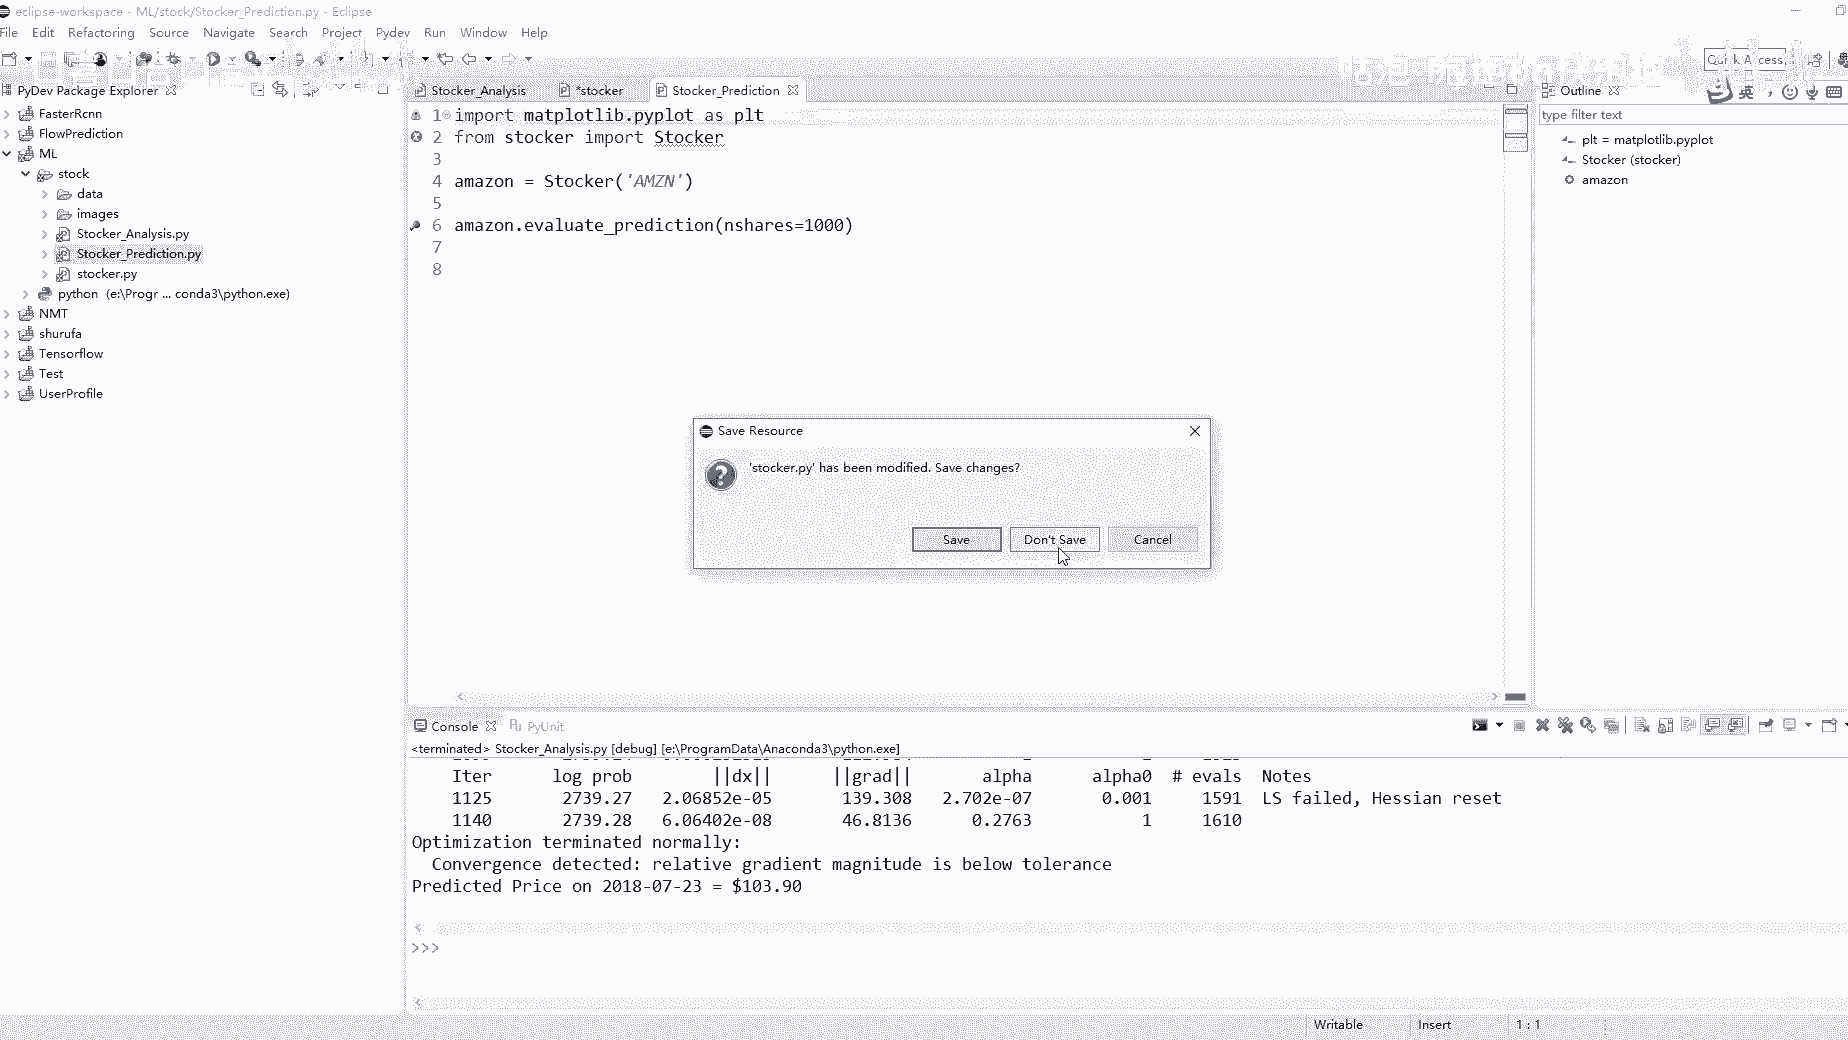 eclipse-workspace - ML/stock/Stocker_Prediction.py - Eclipse
File Edit Refactoring Source Navigate Search Project Pydev Run Window Help
Quick Access
PyDev Package Explorer
FasterRcnn
FlowPrediction
ML
stock
data
images
Stocker_Analysis.py
Stocker_Prediction.py
stocker.py
python (e:\Progr ... conda3\python.exe)
NMT
shurufa
Tensorflow
Test
UserProfile
Stocker_Analysis *stocker Stocker_Prediction
1 import matplotlib.pyplot as plt
2 from stocker import Stocker
3
4 amazon = Stocker('AMZN')
5
6 amazon.evaluate_prediction(nshares=1000)
7
8
Save Resource
'stocker.py' has been modified. Save changes?
Save Don't Save Cancel
Outline
英
type filter text
plt = matplotlib.pyplot
Stocker (stocker)
amazon
Console PyUnit
<terminated> Stocker_Analysis.py [debug] [e:\ProgramData\Anaconda3\python.exe]
Iter log prob ||dx|| ||grad|| alpha alpha0 # evals Notes
1125 2739.27 2.06852e-05 139.308 2.702e-07 0.001 1591 LS failed, Hessian reset
1140 2739.28 6.06402e-08 46.8136 0.2763 1 1610
Optimization terminated normally:
Convergence detected: relative gradient magnitude is below tolerance
Predicted Price on 2018-07-23 = $103.90
>>>
Writable Insert 1 : 1